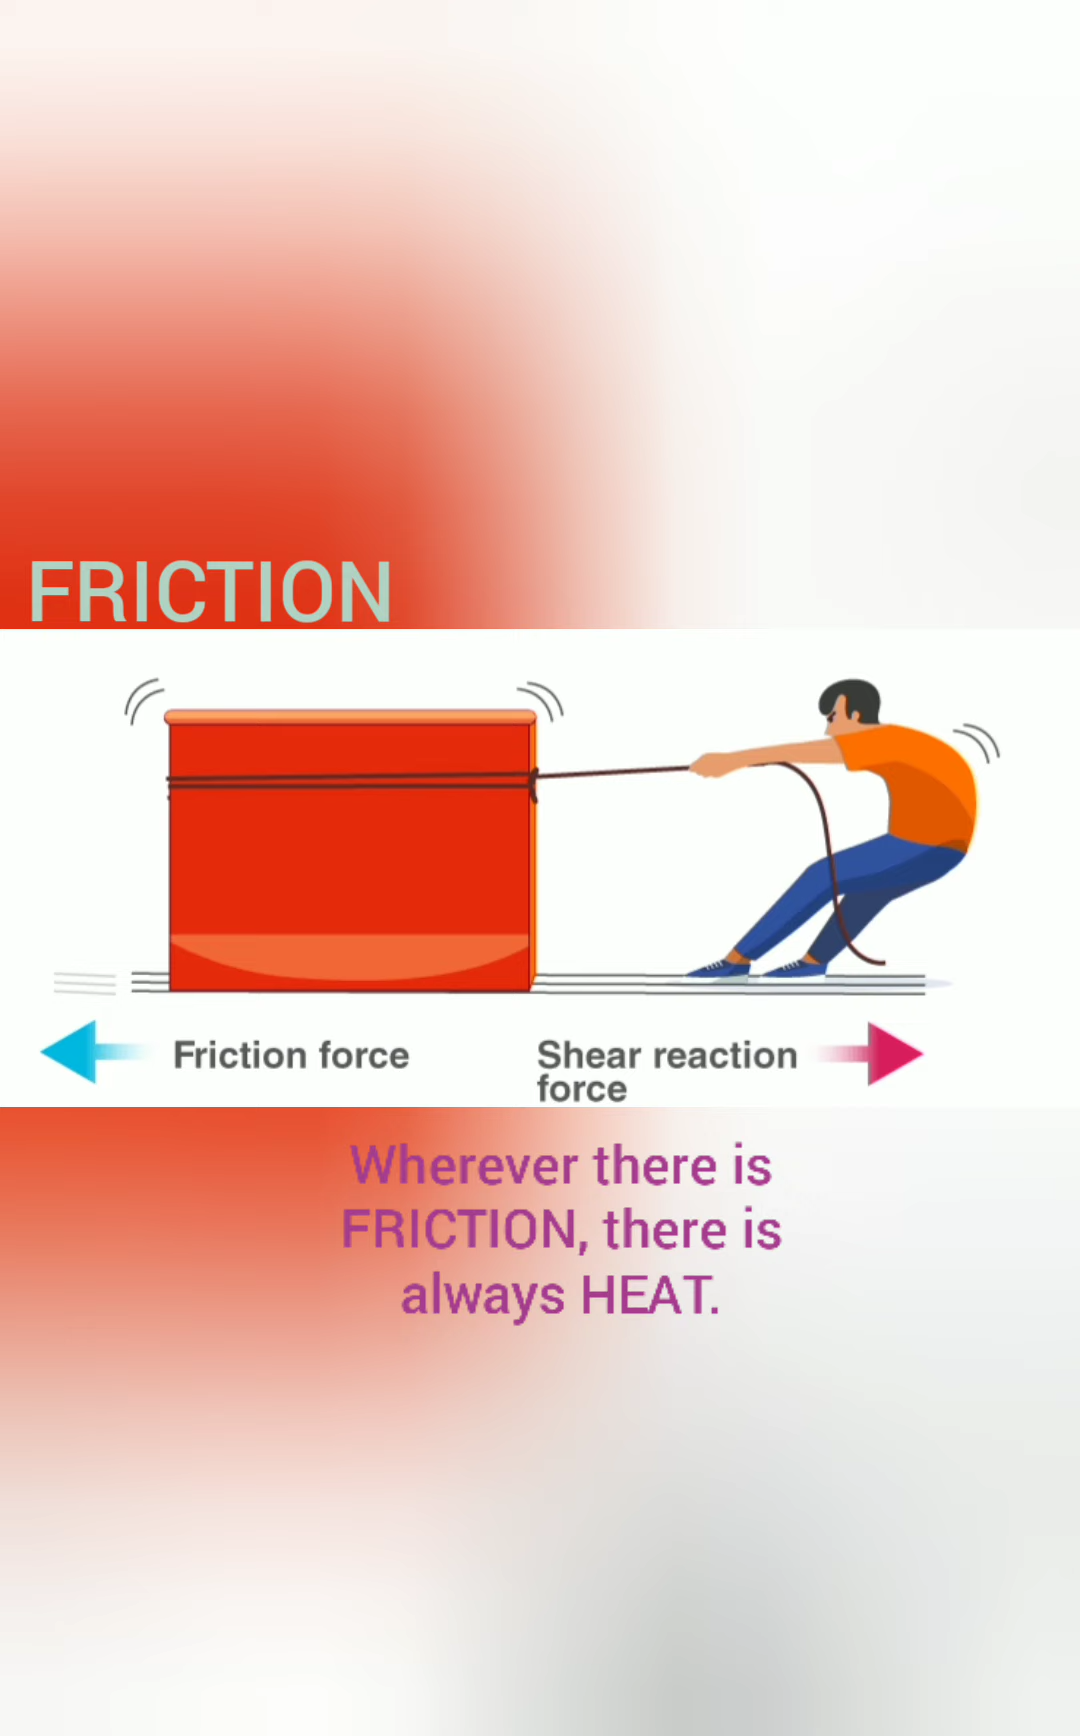 FRICTION
Friction force
Shear reaction
force
Wherever there is
FRICTION, there is
always HEAT.